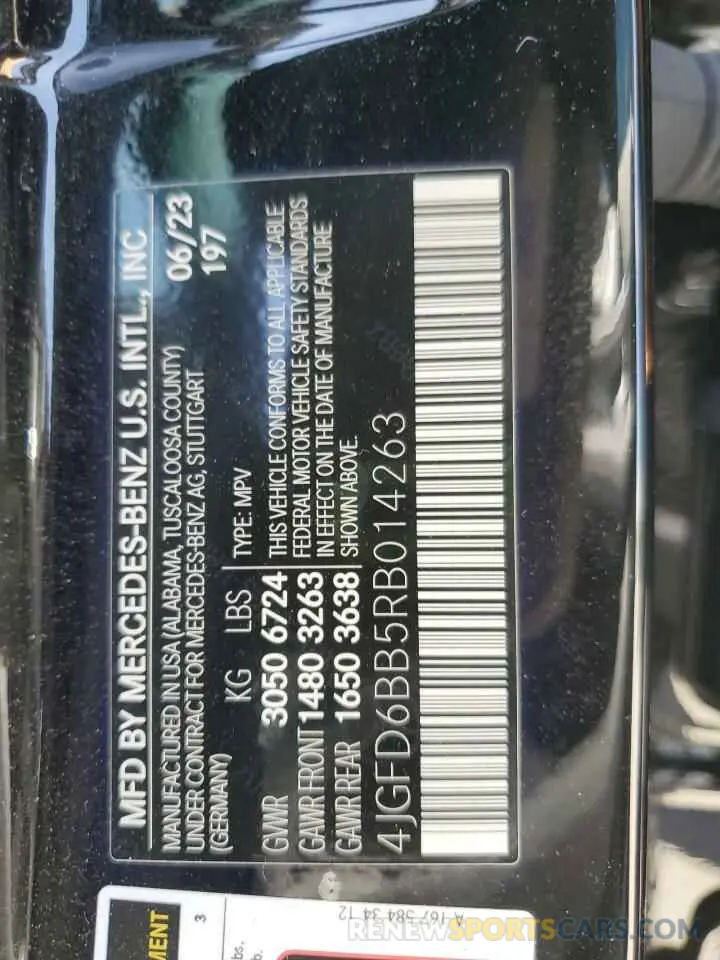 MFD BY MERCEDES-BENZ U.S. INTL., INC
MANUFACTURED IN USA (ALABAMA, TUSCALOOSA COUNTY)
UNDER CONTRACT FOR MERCEDES-BENZ AG, STUTTGART
(GERMANY)
06/23
197
KG LBS TYPE: MPV
GVWR 3050 6724 THIS VEHICLE CONFORMS TO ALL APPLICABLE
FEDERAL MOTOR VEHICLE SAFETY STANDARDS
GAWR FRONT 1480 3263 IN EFFECT ON THE DATE OF MANUFACTURE
GAWR REAR 1650 3638 SHOWN ABOVE.
4JGFD6BB5RB014263
MENT
3
bs.
b.
A 167 584 34 12
RENEWSPORTSCARS.COM